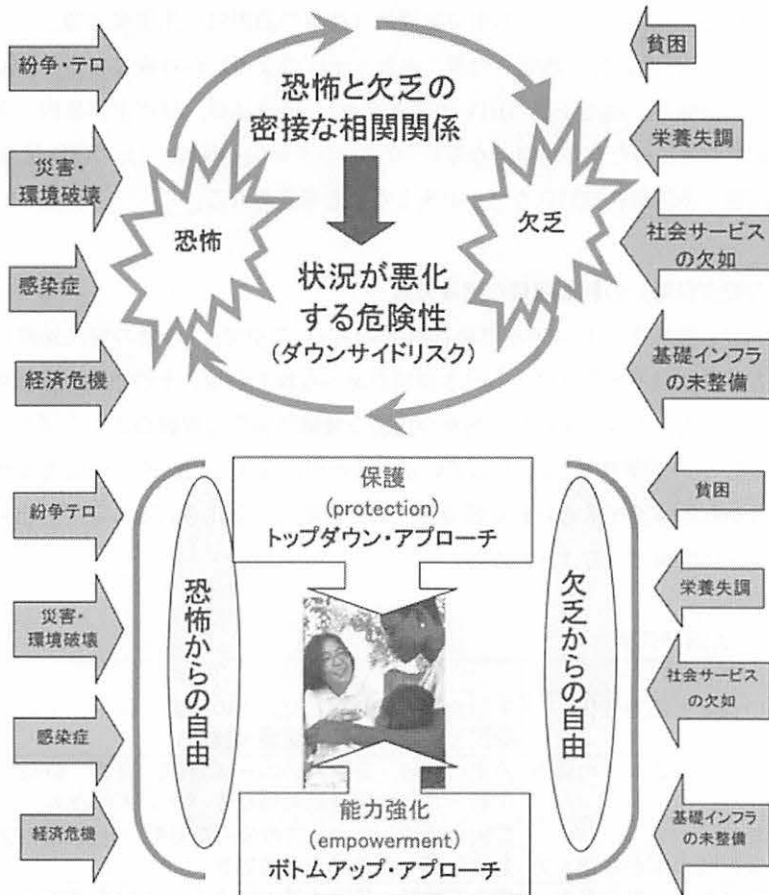 紛争・テロ
災害・
環境破壊
感染症
経済危機
恐怖と欠乏の
密接な相関関係
恐怖
欠乏
状況が悪化
する危険性
(ダウンサイドリスク)
貧困
栄養失調
社会サービス
の欠如
基礎インフラ
の未整備
紛争テロ
災害・
環境破壊
感染症
経済危機
恐怖からの自由
保護
(protection)
トップダウン・アプローチ
能力強化
(empowerment)
ボトムアップ・アプローチ
欠乏からの自由
貧困
栄養失調
社会サービス
の欠如
基礎インフラ
の未整備